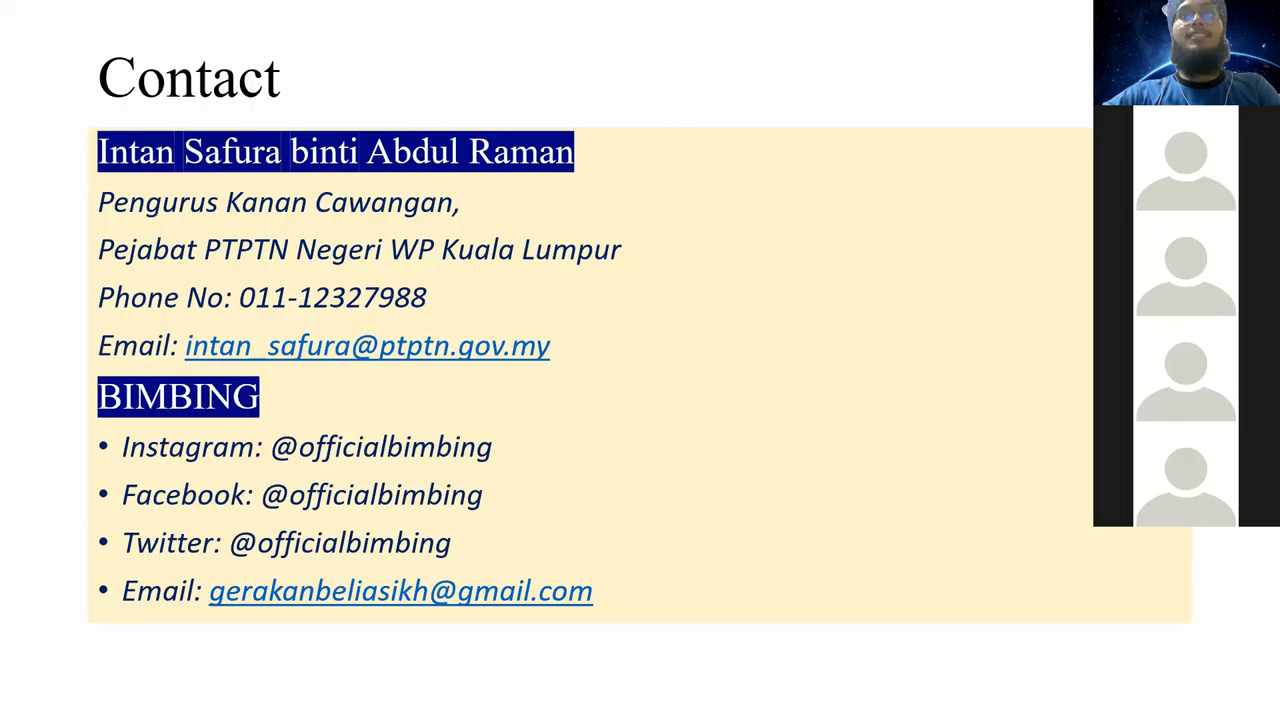 Contact
Intan Safura binti Abdul Raman
Pengurus Kanan Cawangan,
Pejabat PTPTN Negeri WP Kuala Lumpur
Phone No: 011-12327988
Email: intan_safura@ptptn.gov.my
BIMBING
• Instagram: @officialbimbing
• Facebook: @officialbimbing
• Twitter: @officialbimbing
• Email: gerakanbeliasikh@gmail.com